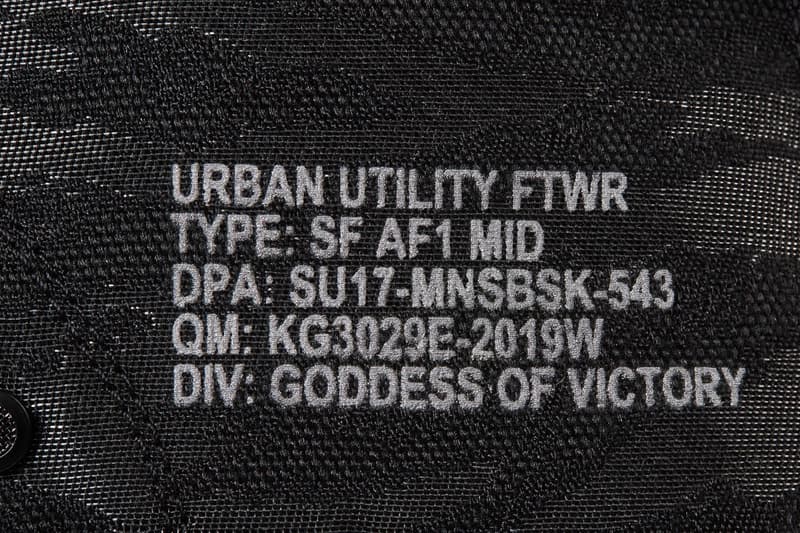 URBAN UTILITY FTWR
TYPE: SF AF1 MID
DPA: SU17-MNSBSK-543
QM: KG3029E-2019W
DIV: GODDESS OF VICTORY